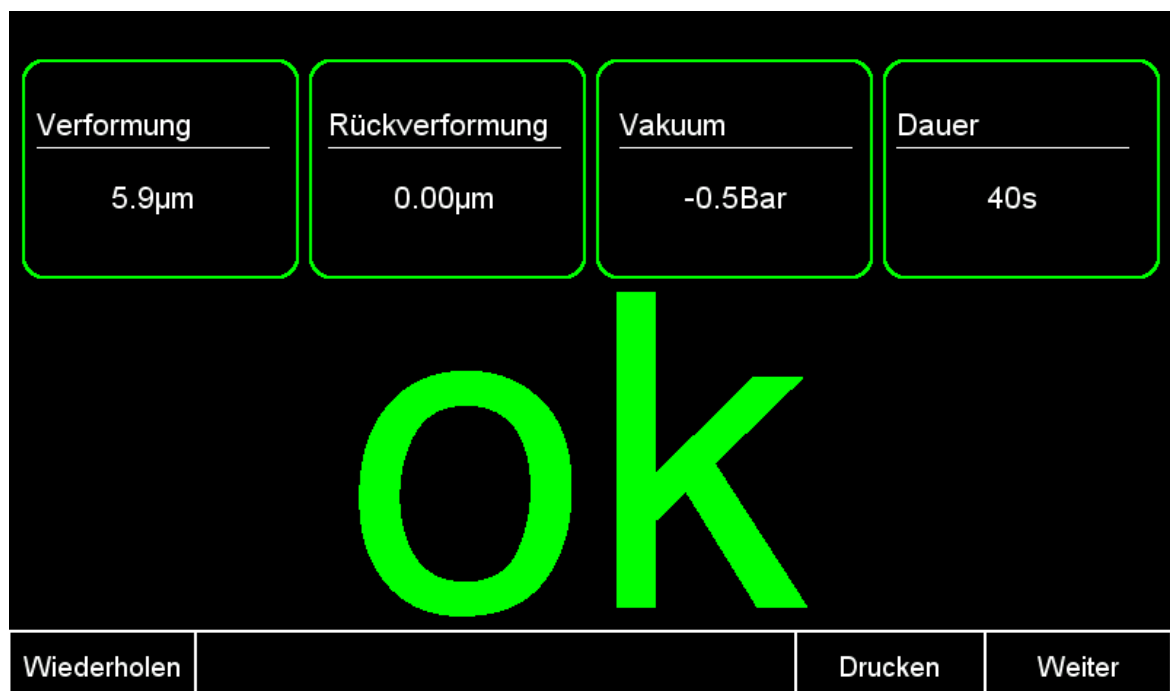 Verformung
5.9µm
Rückverformung
0.00µm
Vakuum
-0.5Bar
Dauer
40s
ok
Wiederholen
Drucken
Weiter